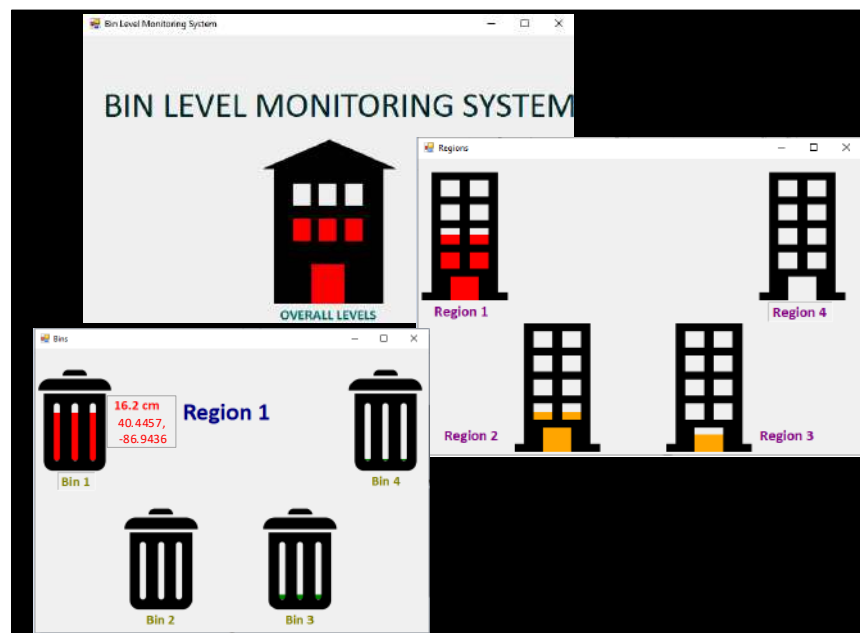 Bin Level Monitoring System
BIN LEVEL MONITORING SYSTEM
OVERALL LEVELS
Regions
Region 1
Region 4
Region 2
Region 3
Bins
16.2 cm
40.4457,
-86.9436
Region 1
Bin 1
Bin 4
Bin 2
Bin 3